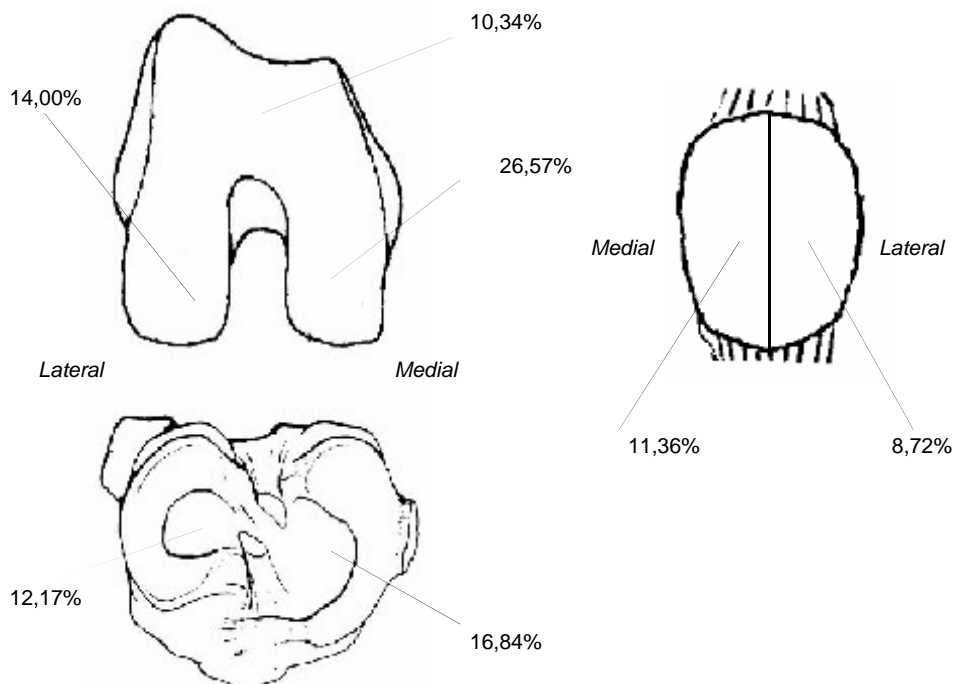 10,34%
14,00%
26,57%
Medial
Lateral
Lateral
Medial
11,36%
8,72%
12,17%
16,84%